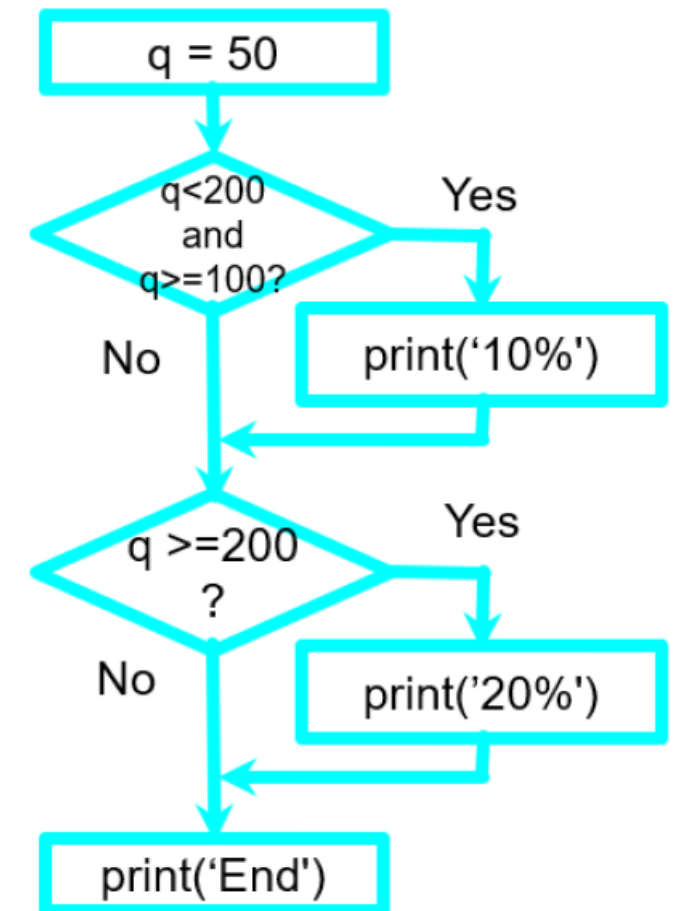 q = 50
q<200
and
q>=100?
Yes
No
print(‘10%')
q >=200
?
Yes
No
print(’20%')
print(‘End')